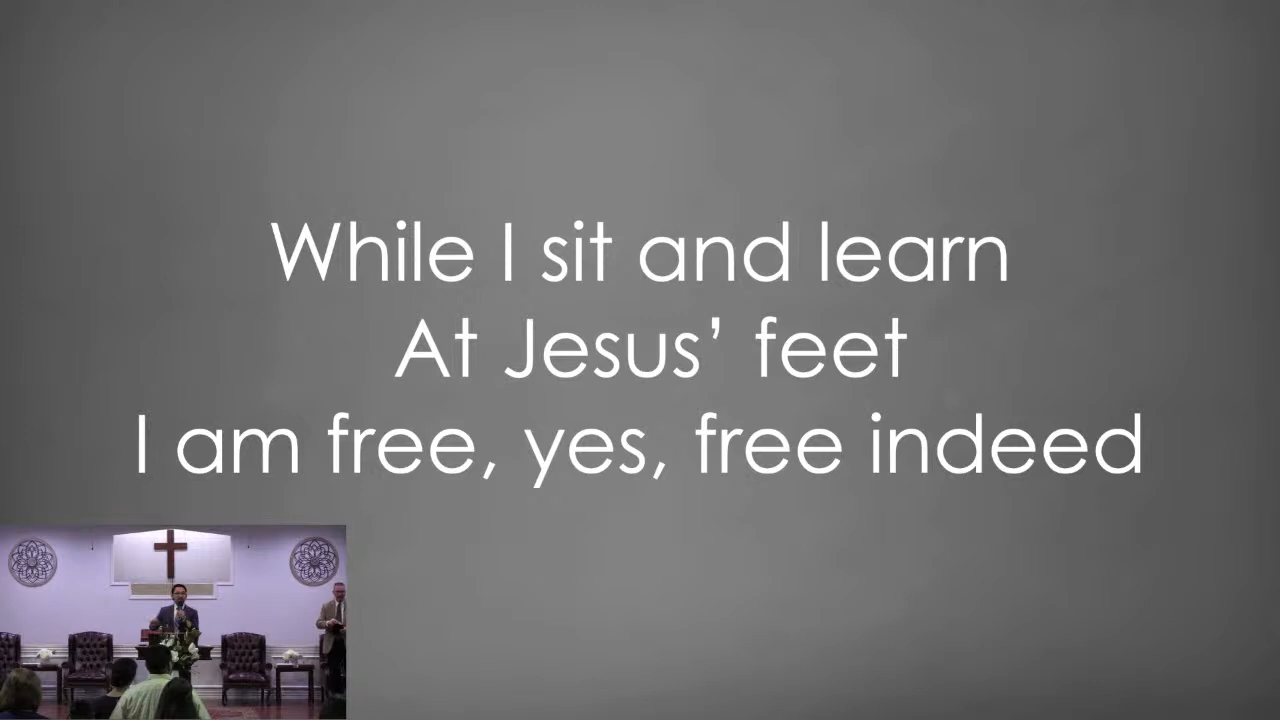 While I sit and learn
At Jesus’ feet
I am free, yes, free indeed